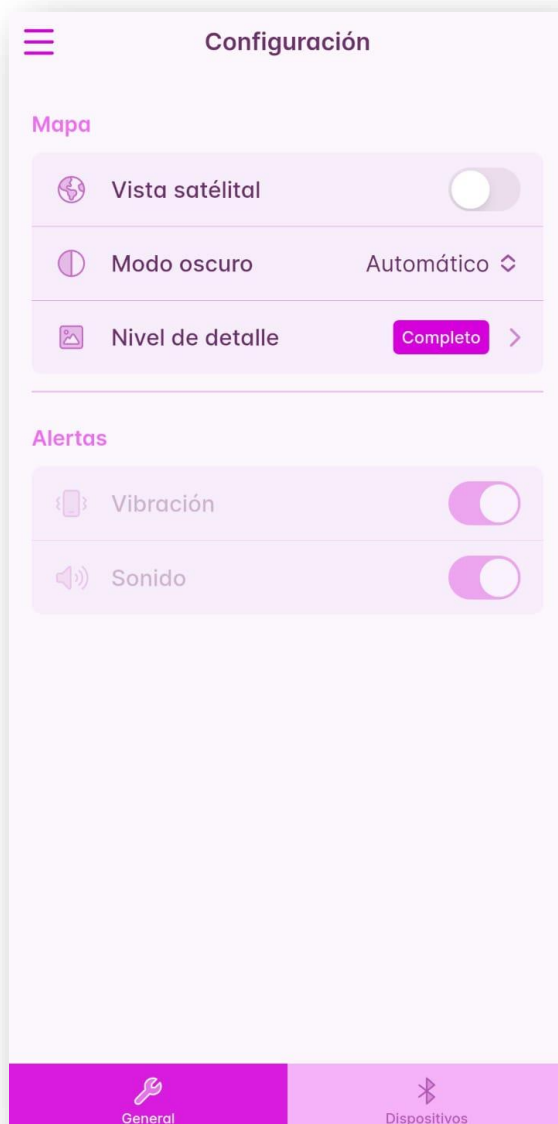 Configuración
Mapa
Vista satélital
Modo oscuro Automático
Nivel de detalle Completo
Alertas
Vibración
Sonido
General Dispositivos